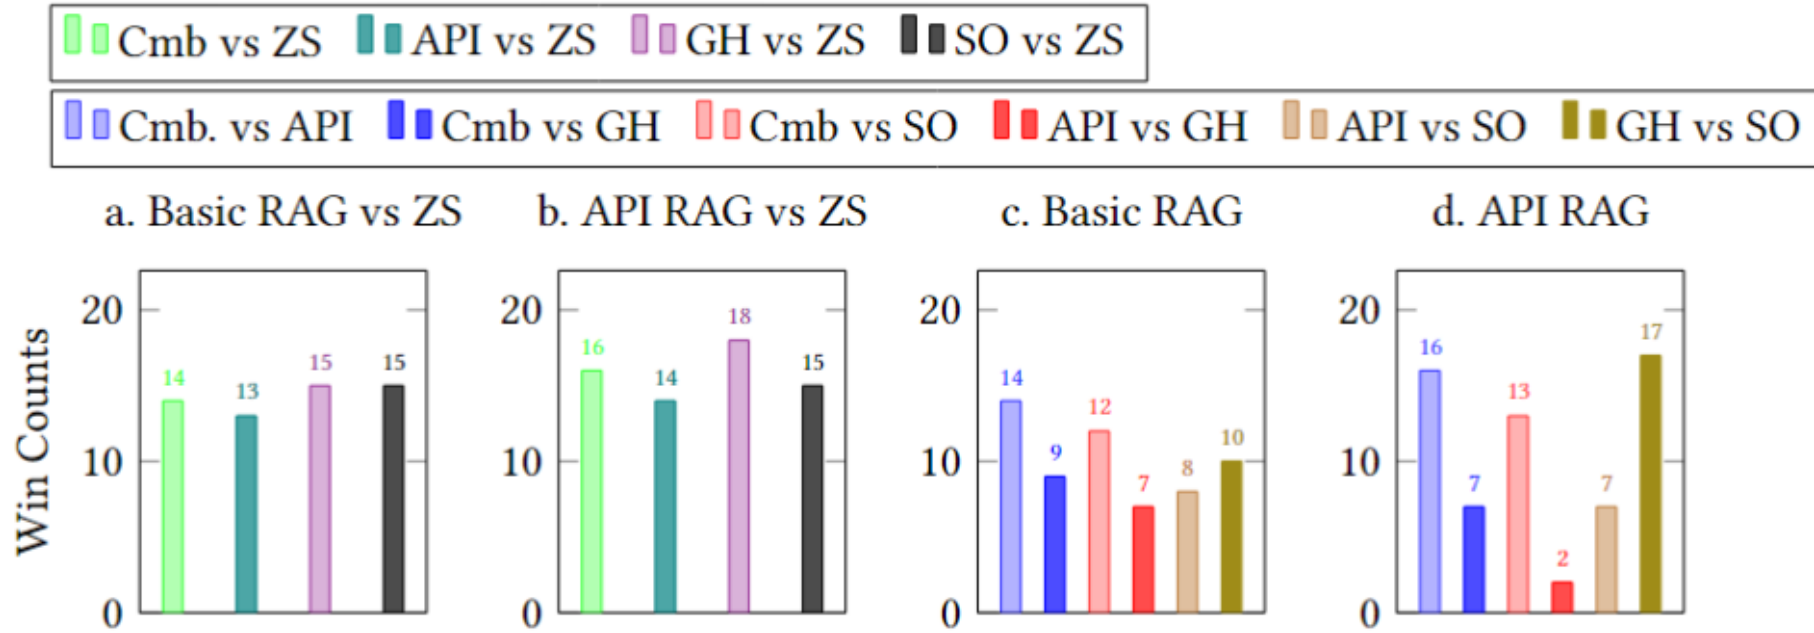 Cmb vs ZS API vs ZS GH vs ZS SO vs ZS
Cmb. vs API Cmb vs GH Cmb vs SO API vs GH API vs SO GH vs SO
a. Basic RAG vs ZS
b. API RAG vs ZS
c. Basic RAG
d. API RAG
Win Counts
20
10
0
14 13 15 15
20
10
0
16 14 18 15
20
10
0
14 9 12 7 8 10
20
10
0
16 7 13 2 7 17